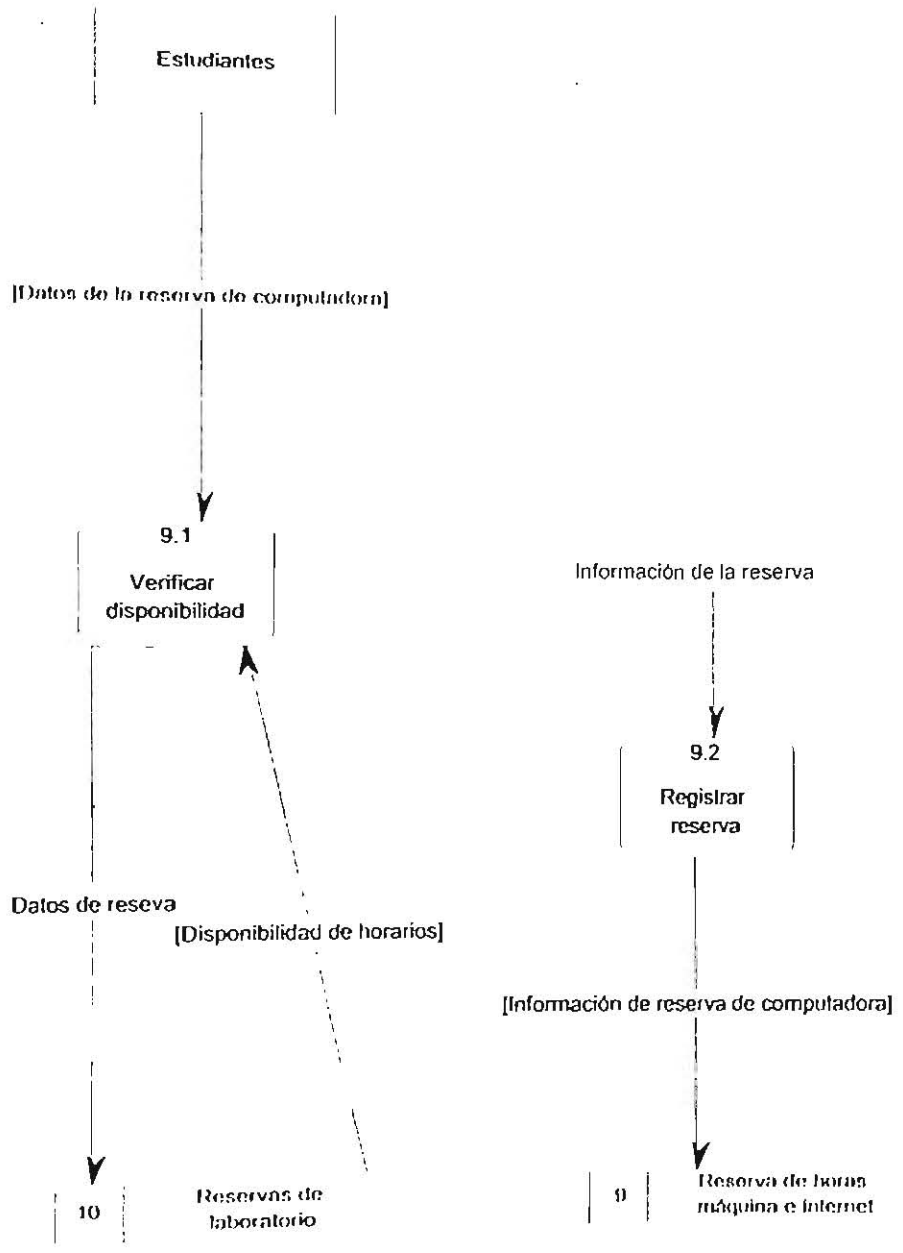 Estudiantes
[Datos de la reserva de computadora]
9.1
Verificar
disponibilidad
Datos de reseva
[Disponibilidad de horarios]
10
Reservas de
laboratorio
Información de la reserva
9.2
Registrar
reserva
[Información de reserva de computadora]
9
Reserva de horas
máquina e Internet